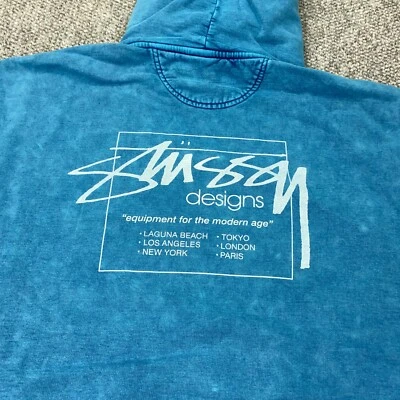 Stüssy
designs
"equipment for the modern age"
• LAGUNA BEACH • TOKYO
• LOS ANGELES • LONDON
• NEW YORK • PARIS